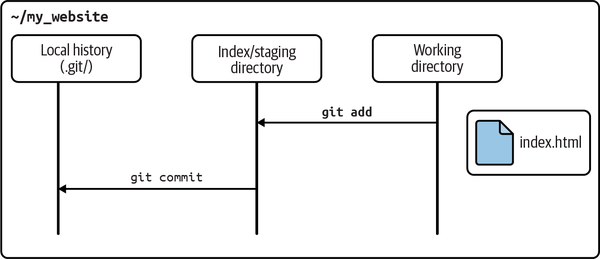 ~/my_website
Local history
(.git/)
Index/staging
directory
Working
directory
git add
index.html
git commit